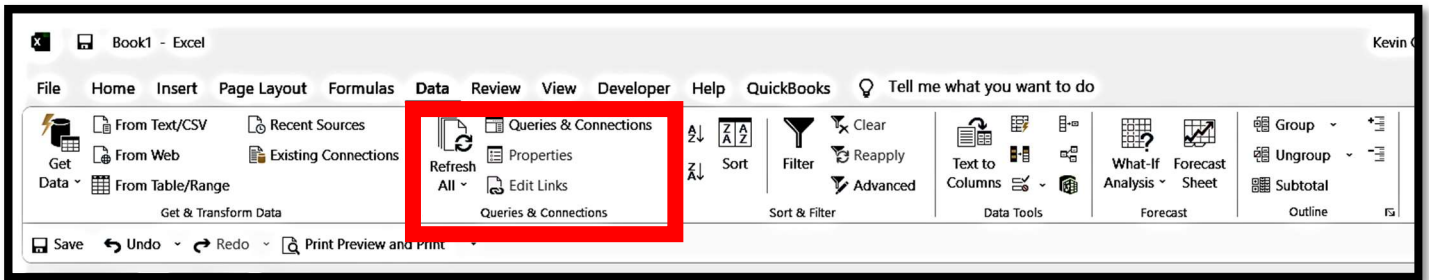 Book1 - Excel
Kevin
File Home Insert Page Layout Formulas Data Review View Developer Help QuickBooks Tell me what you want to do
Get Data
From Text/CSV
From Web
From Table/Range
Recent Sources
Existing Connections
Get & Transform Data
Refresh All
Queries & Connections
Properties
Edit Links
Queries & Connections
Sort
Filter
Clear
Reapply
Advanced
Sort & Filter
Text to Columns
Data Tools
What-If Analysis
Forecast Sheet
Forecast
Group
Ungroup
Subtotal
Outline
Save Undo Redo Print Preview and Print